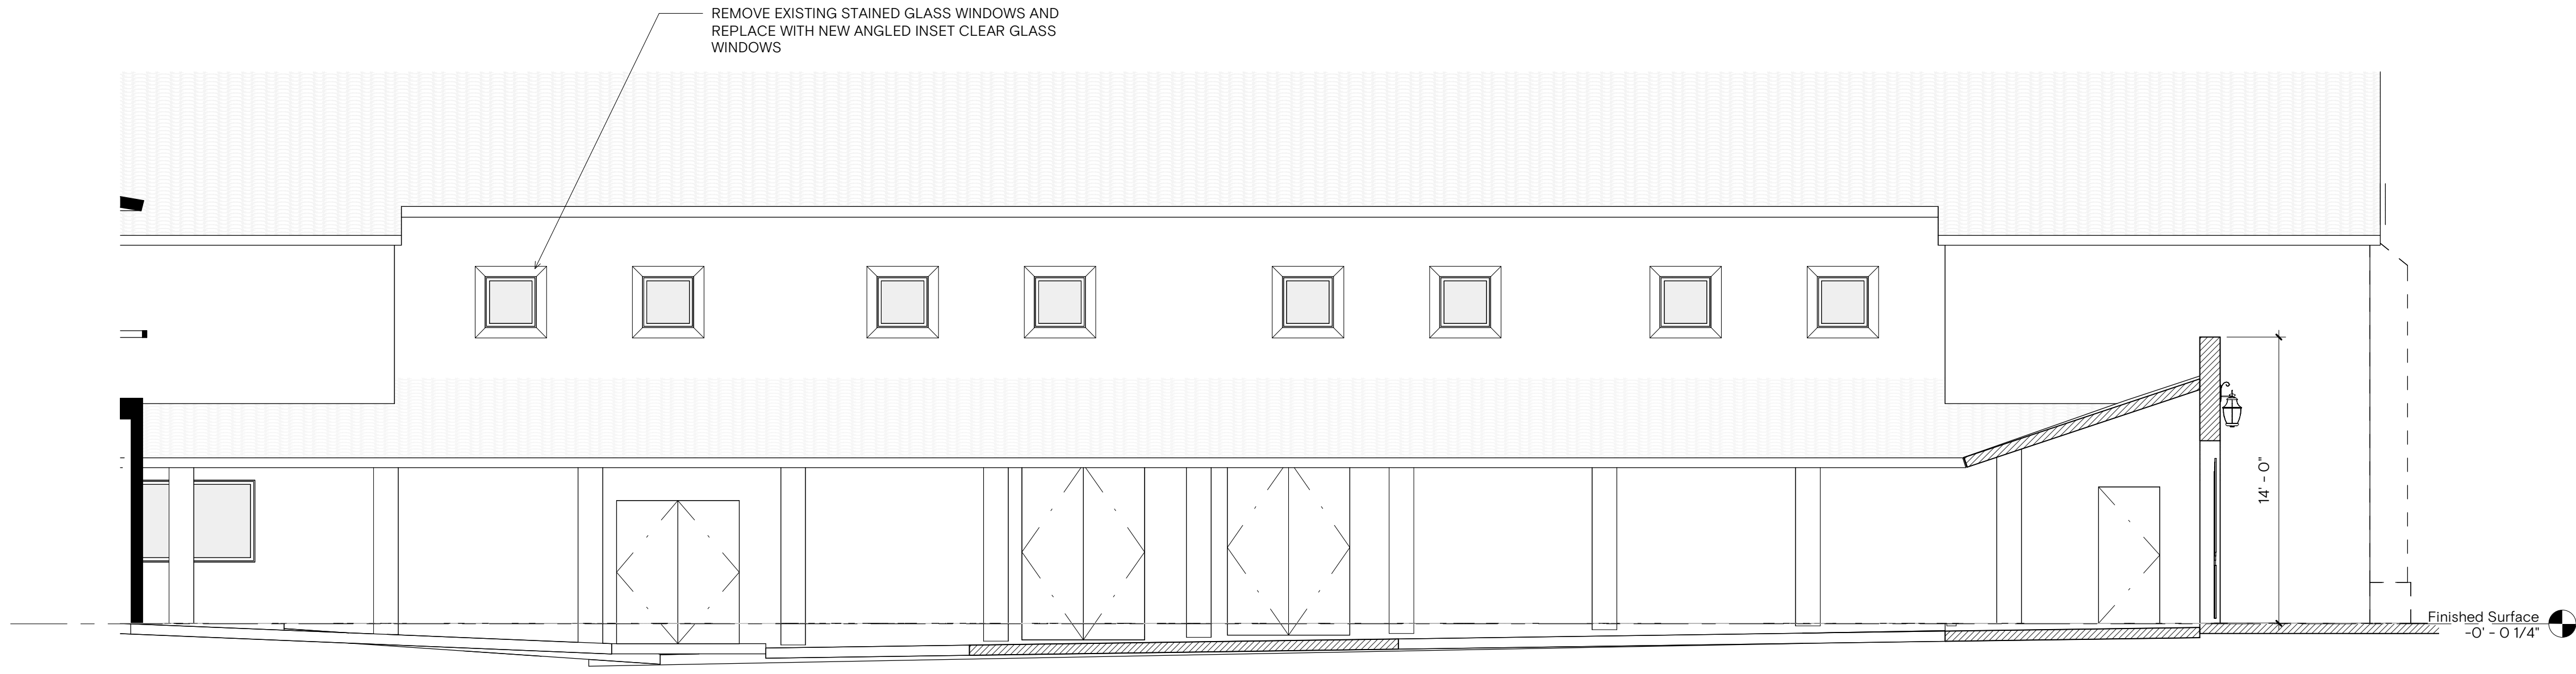 REMOVE EXISTING STAINED GLASS WINDOWS AND
REPLACE WITH NEW ANGLED INSET CLEAR GLASS
WINDOWS
14' - 0"
Finished Surface
-0' - 0 1/4"